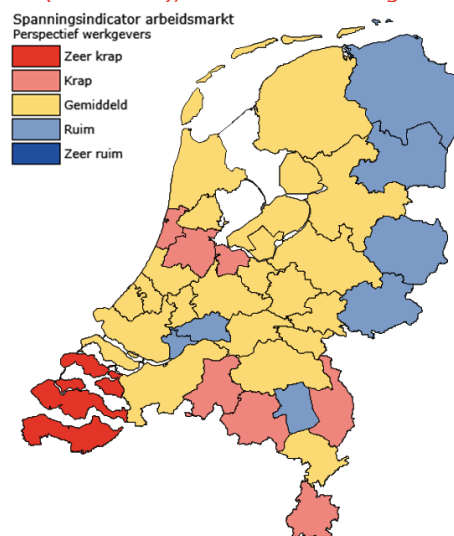 Spanningsindicator arbeidsmarkt
Perspectief werkgevers
Zeer krap
Krap
Gemiddeld
Ruim
Zeer ruim